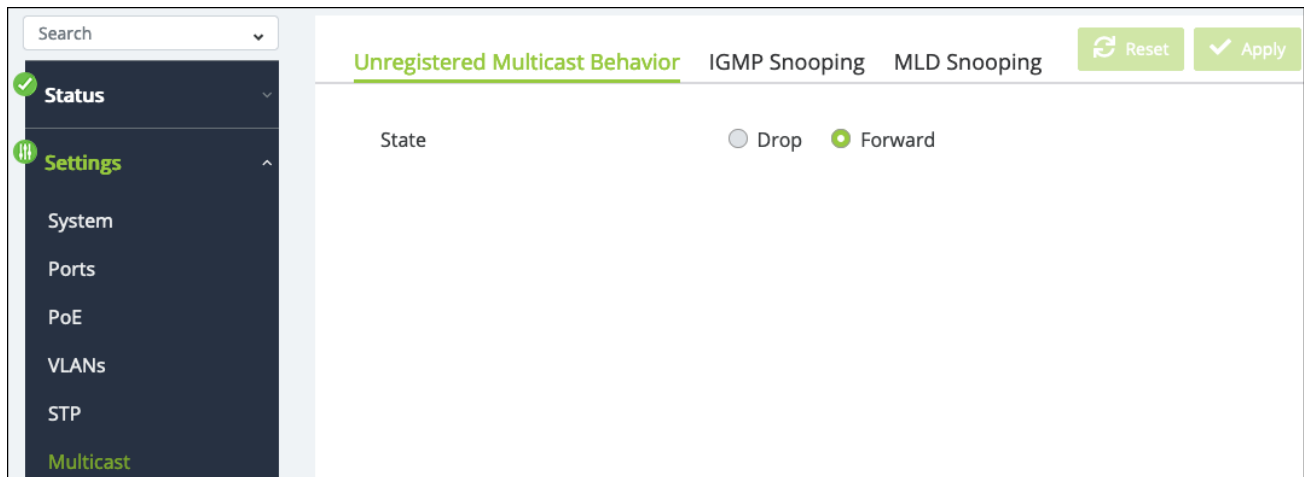 Search
Status
Settings
System
Ports
PoE
VLANs
STP
Multicast
Unregistered Multicast Behavior IGMP Snooping MLD Snooping Reset Apply
State Drop Forward